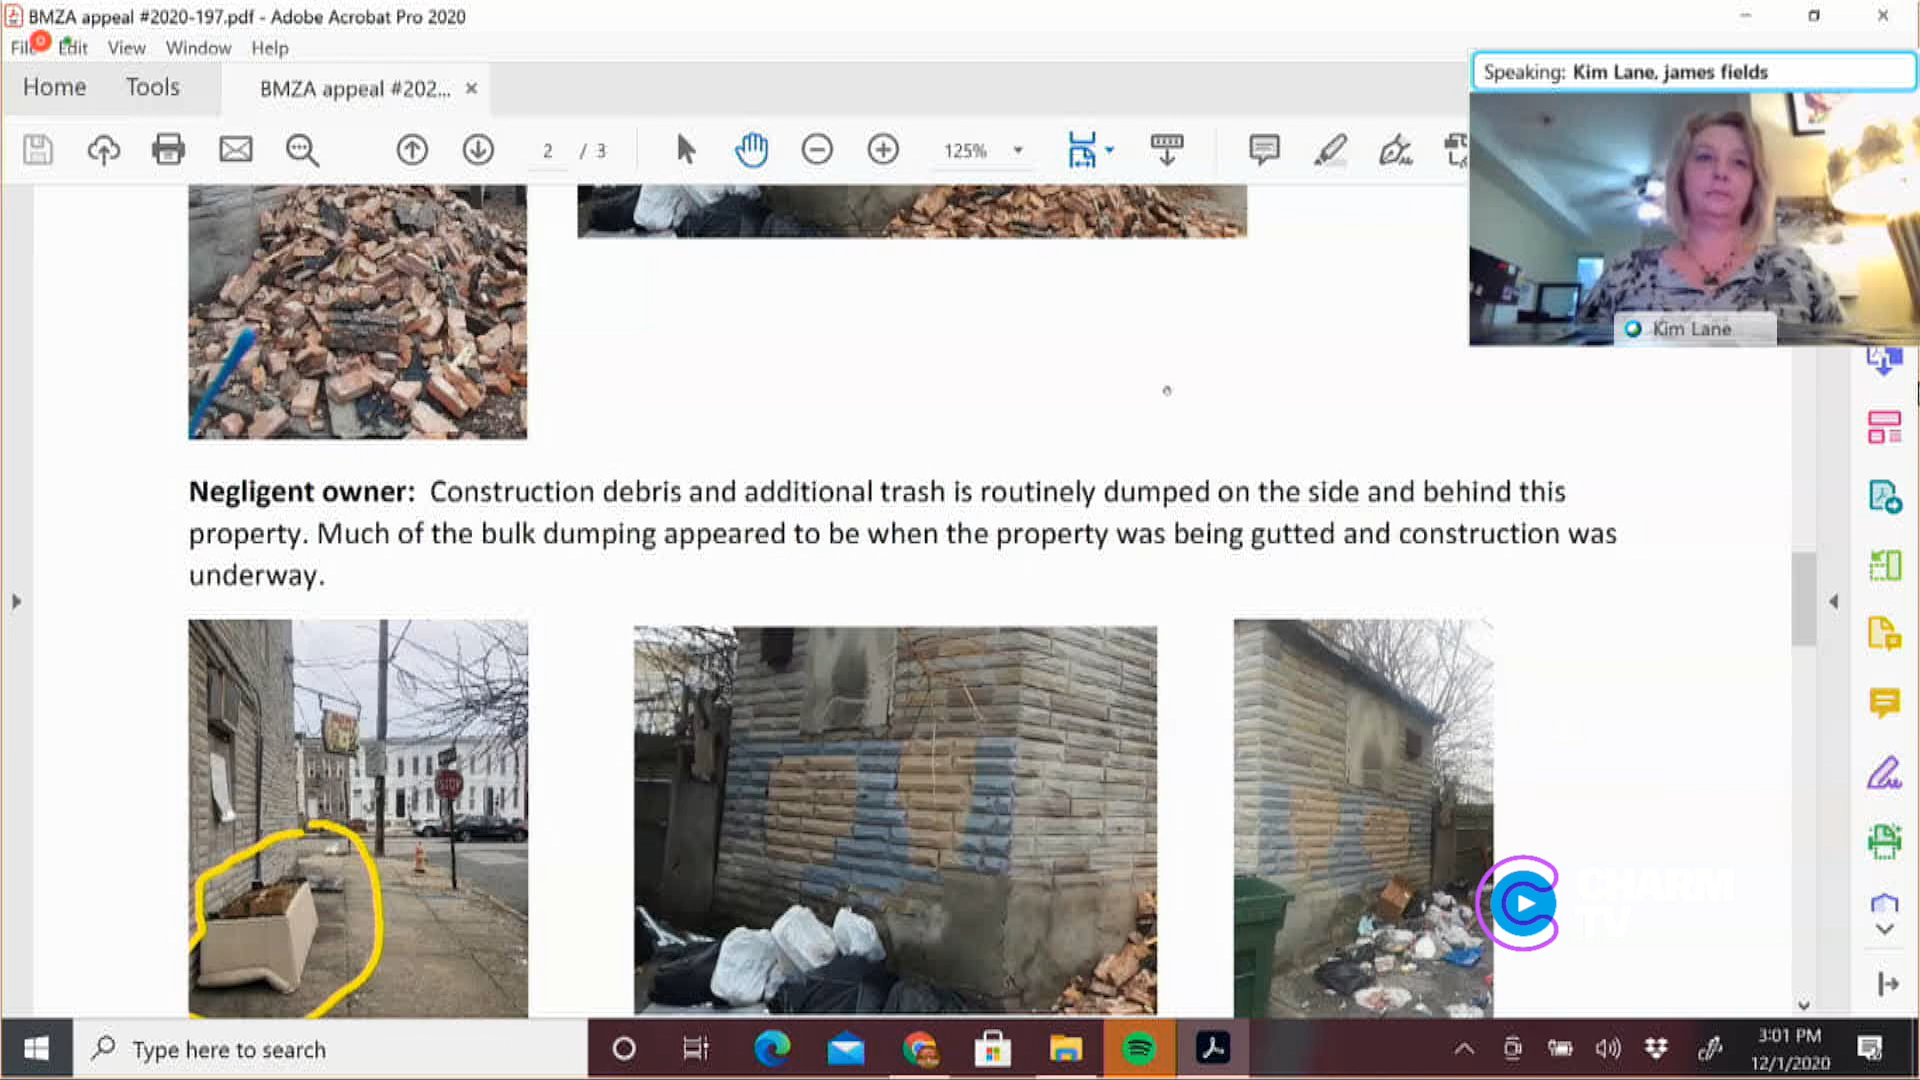 BMZA appeal #2020-197.pdf - Adobe Acrobat Pro 2020
File Edit View Window Help
Home Tools BMZA appeal #202...
Speaking: Kim Lane, james fields
2 / 3
125%
Kim Lane
Negligent owner: Construction debris and additional trash is routinely dumped on the side and behind this
property. Much of the bulk dumping appeared to be when the property was being gutted and construction was
underway.
STOP
CHARM
TV
Type here to search
3:01 PM
12/1/2020